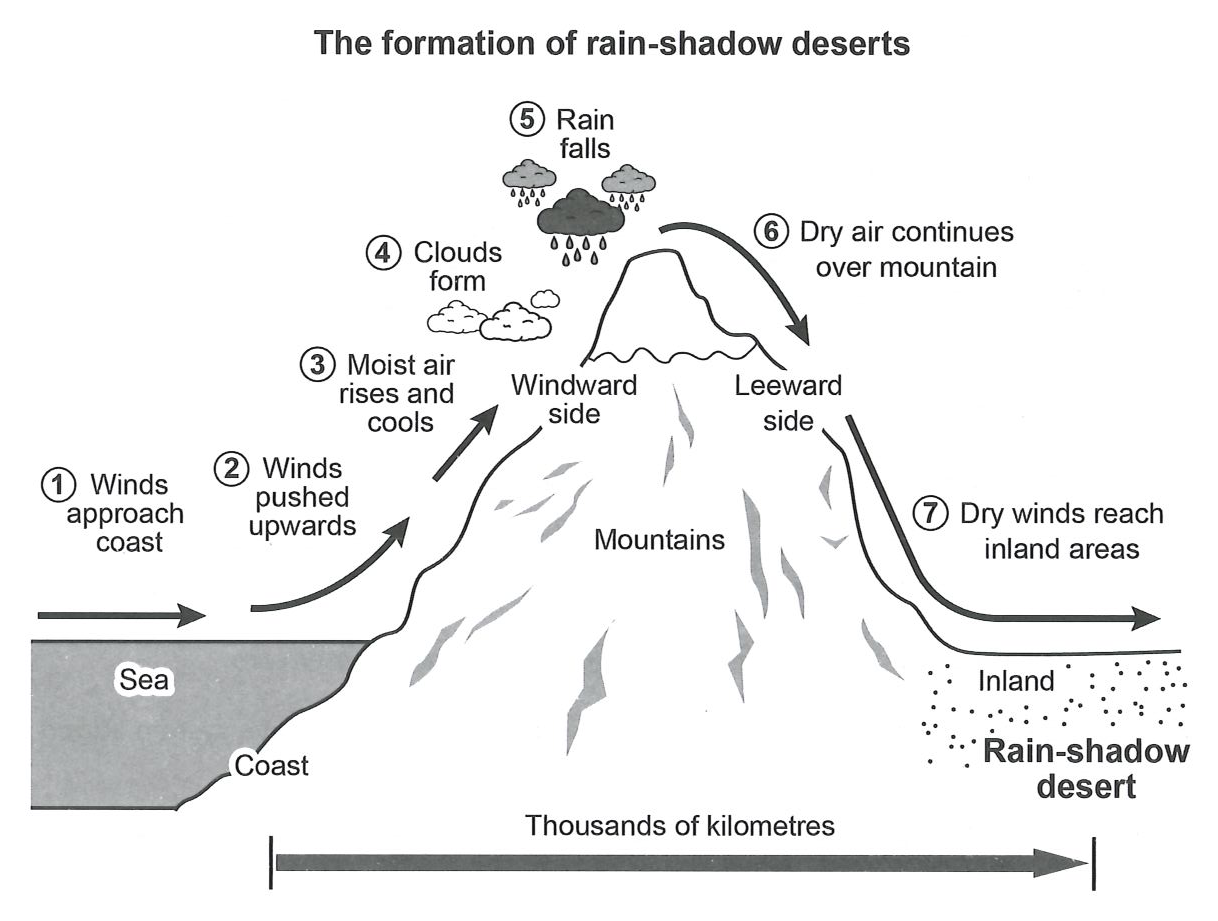 The formation of rain-shadow deserts
5 Rain
falls
4 Clouds
form
6 Dry air continues
over mountain
3 Moist air
rises and
cools
Windward
side
Leeward
side
1 Winds
approach
coast
2 Winds
pushed
upwards
Mountains
7 Dry winds reach
inland areas
Sea
Coast
Inland
Rain-shadow
desert
Thousands of kilometres